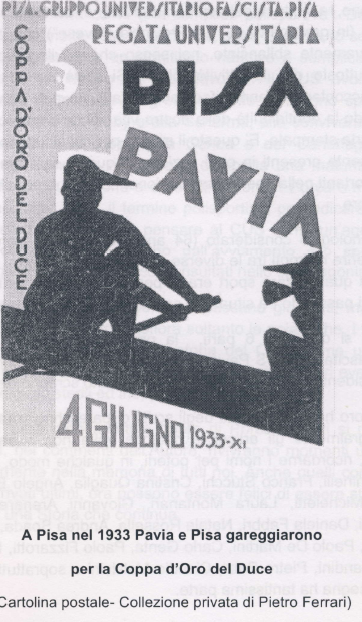 PISA. GRUPPO UNIVERSITARIO FASCISTA. PISA
REGATA UNIVERSITARIA
COPPA D'ORO DEL DUCE
PISA
PAVIA
4 GIUGNO 1933-XI
A Pisa nel 1933 Pavia e Pisa gareggiarono
per la Coppa d'Oro del Duce
Cartolina postale- Collezione privata di Pietro Ferrari)